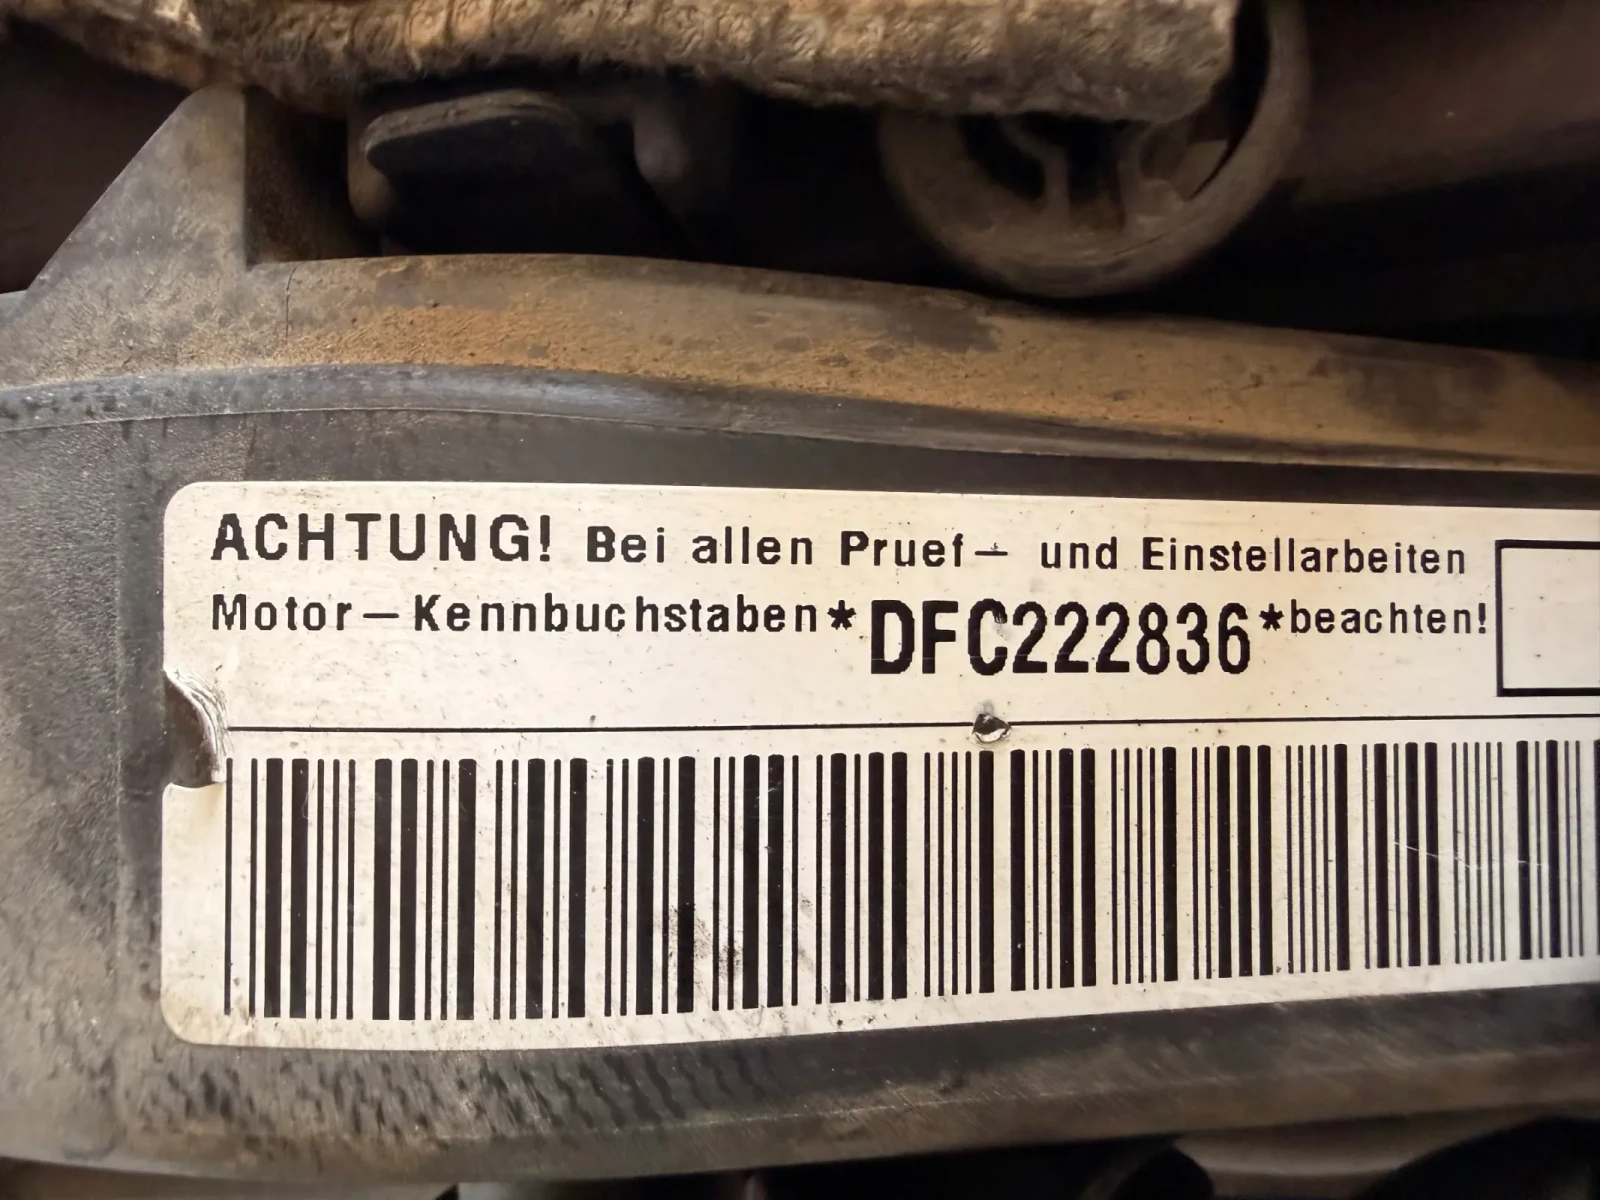 ACHTUNG! Bei allen Pruef- und Einstellarbeiten
Motor-Kennbuchstaben*DFC222836*beachten!